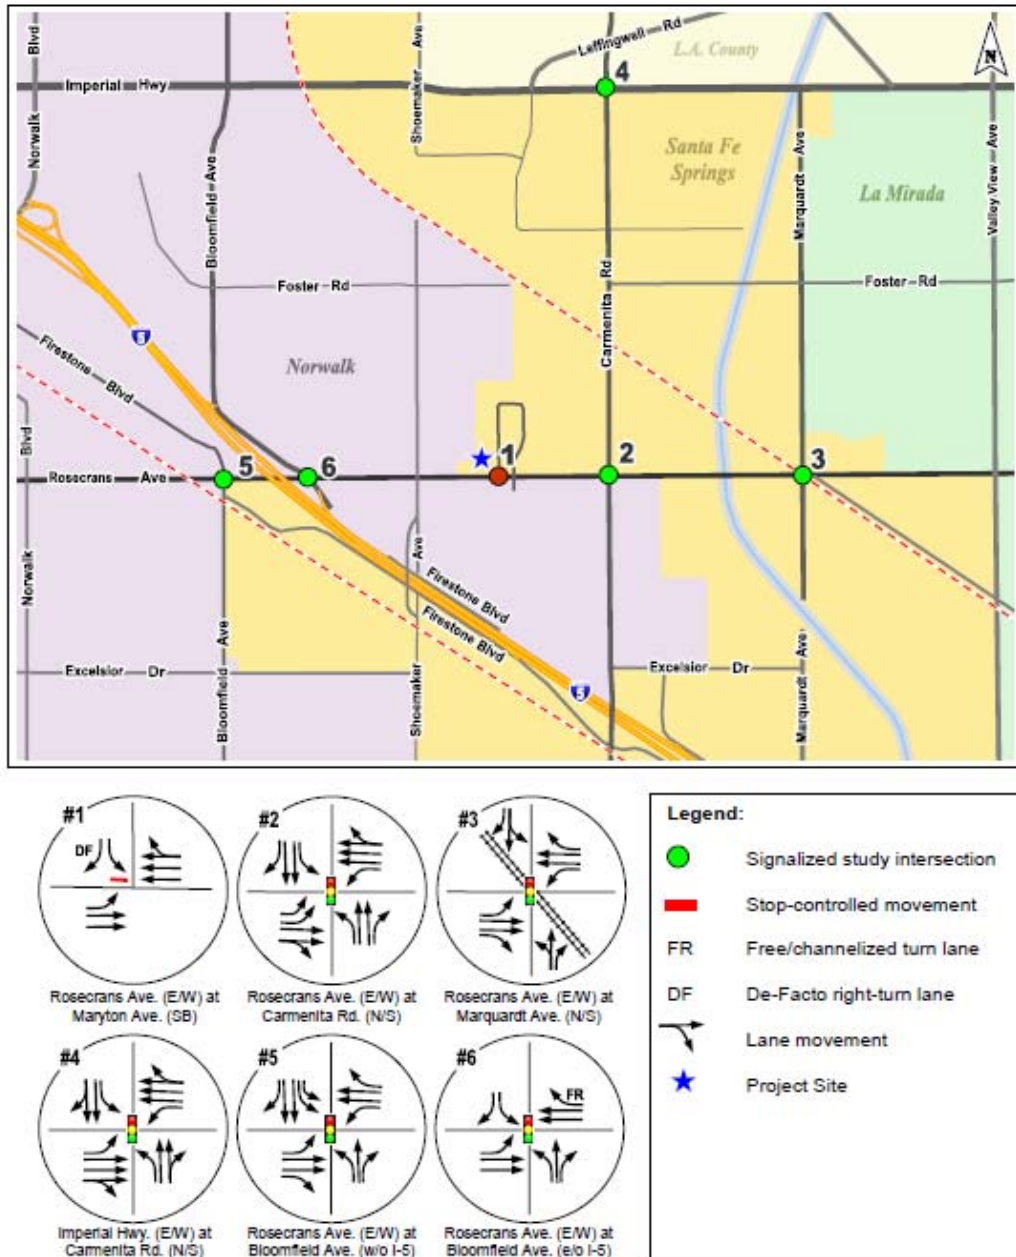 Norwalk Blvd
Imperial Hwy
Bloomfield Ave
Shoemaker Ave
Leffingwell Rd
L.A. County
N
4
Santa Fe
Springs
La Mirada
Marquardt Ave
Valley View Ave
Foster Rd
Foster Rd
Carmenita Rd
5
Firestone Blvd
Norwalk
Norwalk Blvd
Rosecrans Ave
5
6
1
2
3
Firestone Blvd
Firestone Blvd
Excelsior Dr
Bloomfield Ave
Shoemaker Ave
5
Excelsior Dr
Marquardt Ave
#1
DF
Rosecrans Ave. (E/W) at
Maryton Ave. (SB)
#2
Rosecrans Ave. (E/W) at
Carmenita Rd. (N/S)
#3
Rosecrans Ave. (E/W) at
Marquardt Ave. (N/S)
#4
Imperial Hwy. (E/W) at
Carmenita Rd. (N/S)
#5
Rosecrans Ave. (E/W) at
Bloomfield Ave. (w/o I-5)
#6
FR
Rosecrans Ave. (E/W) at
Bloomfield Ave. (e/o I-5)
Legend:
Signalized study intersection
Stop-controlled movement
FR Free/channelized turn lane
DF De-Facto right-turn lane
Lane movement
Project Site